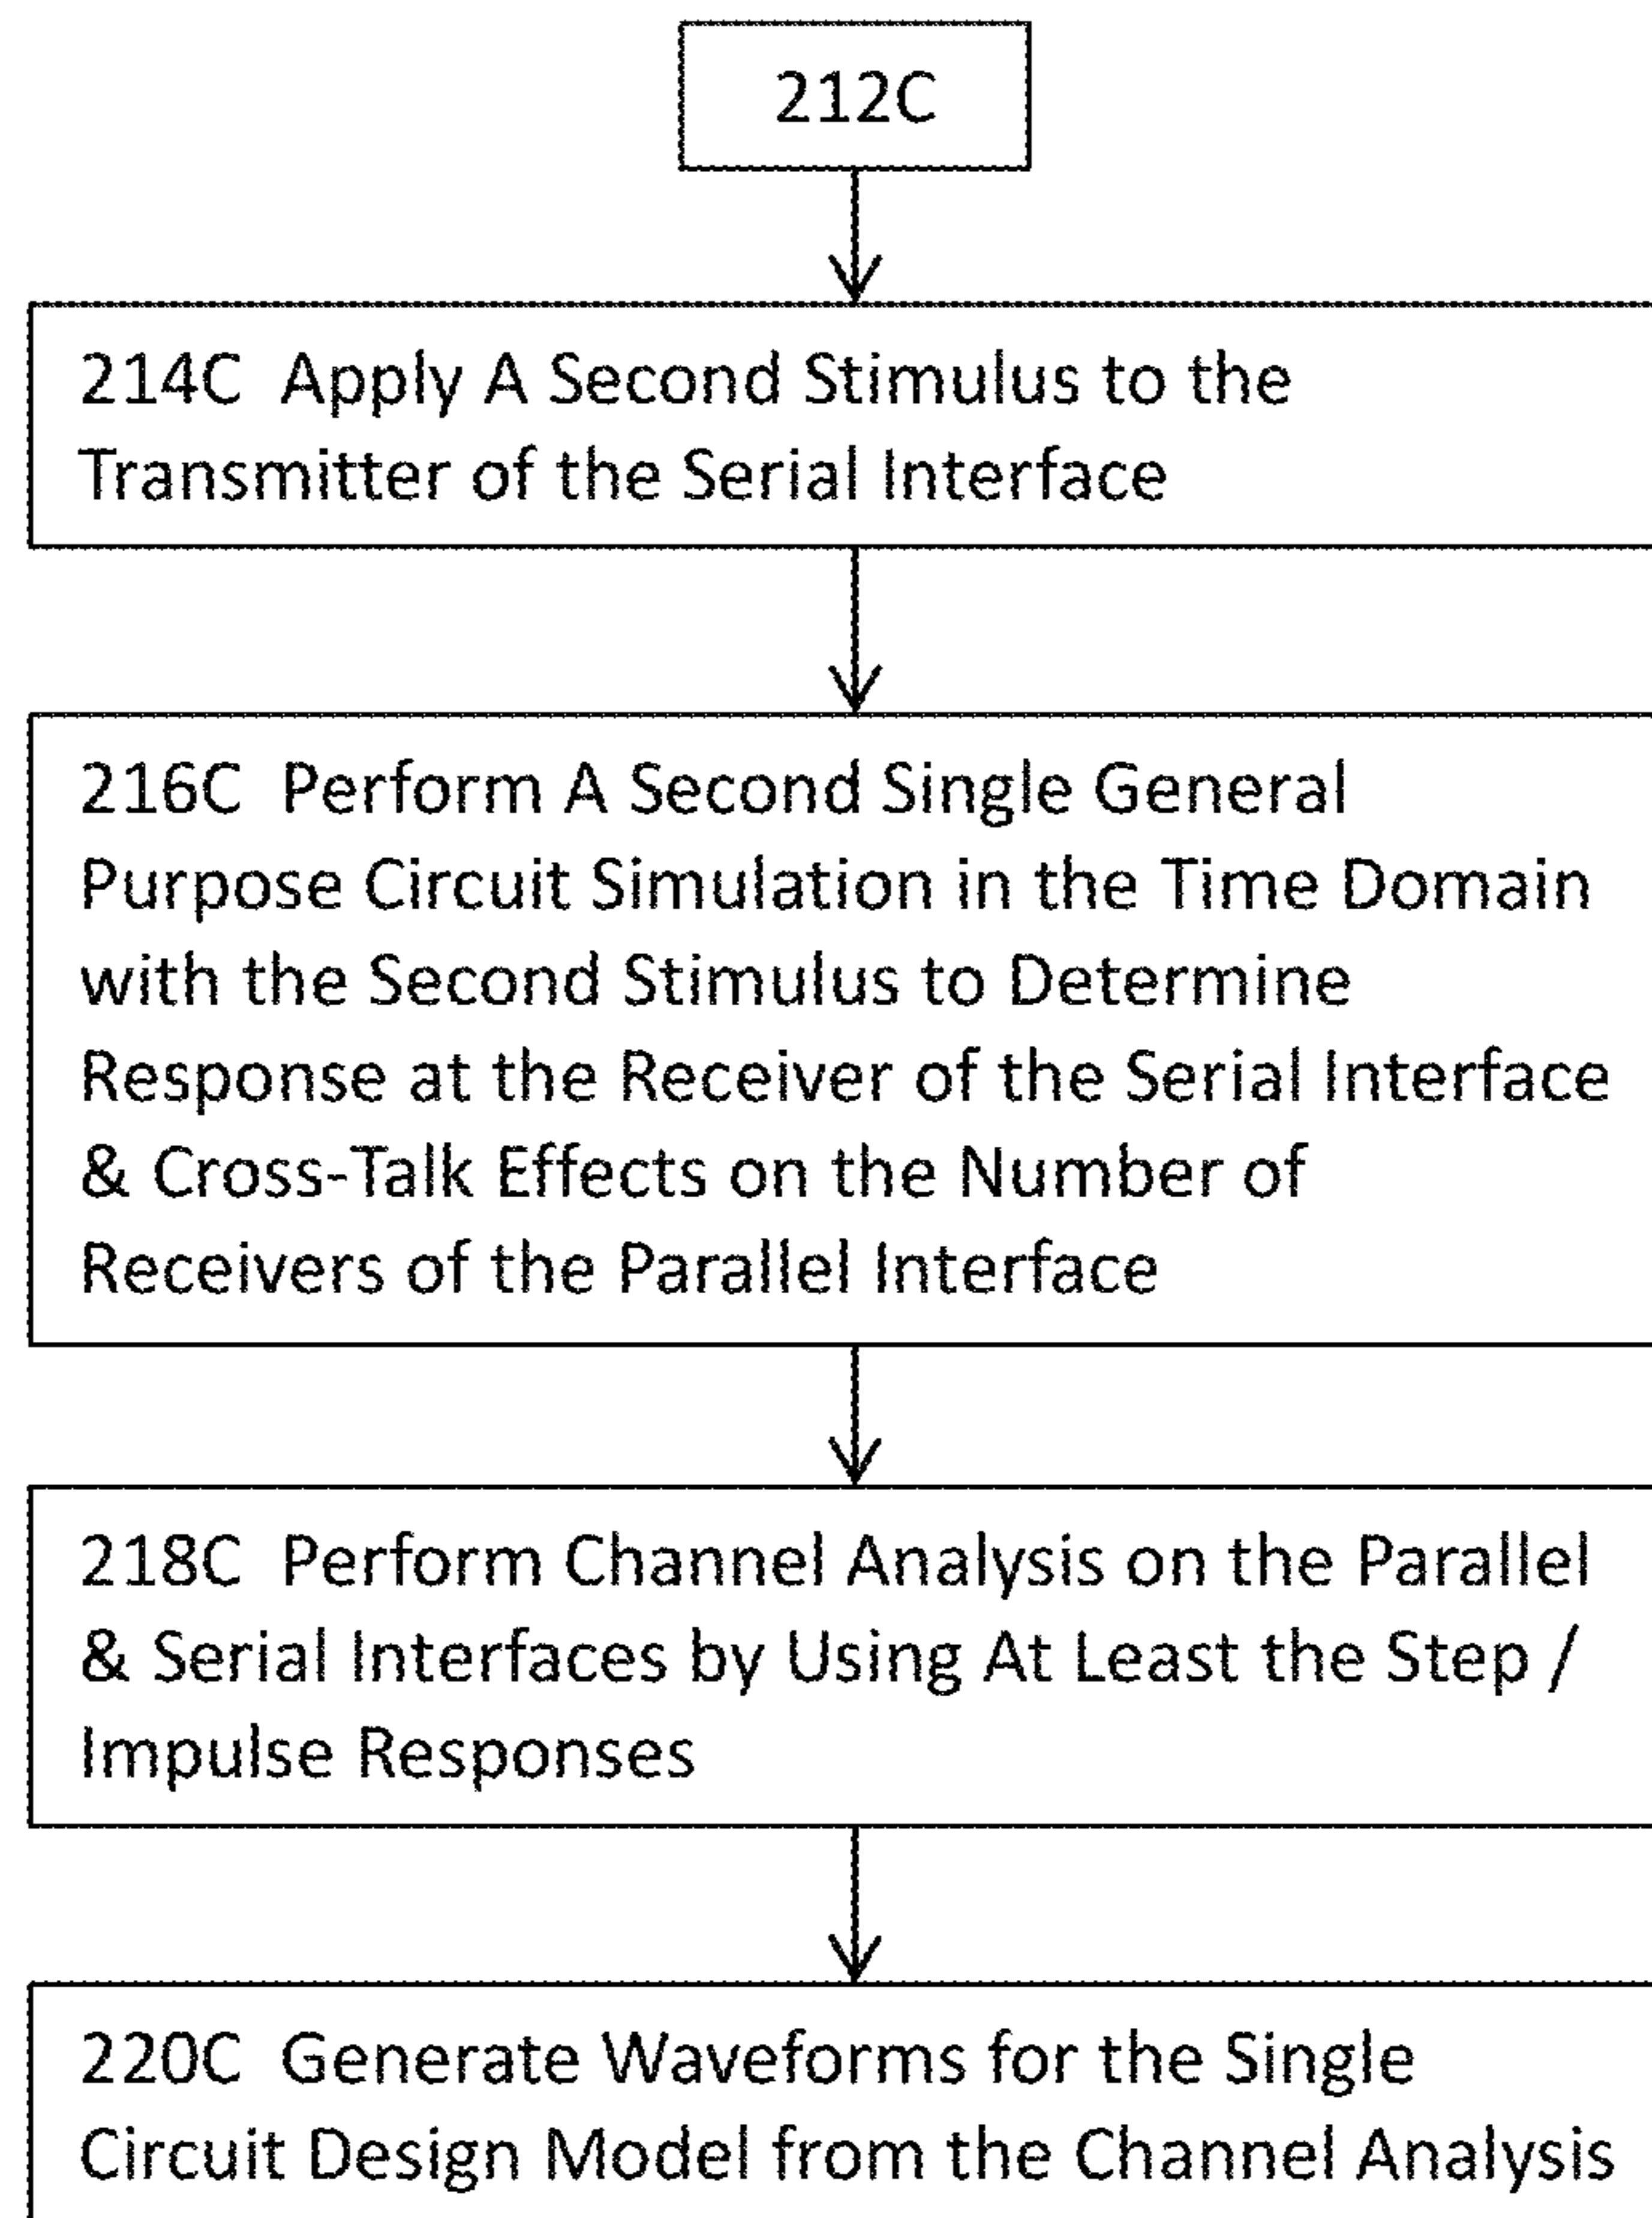 212C
214C Apply A Second Stimulus to the
Transmitter of the Serial Interface
216C Perform A Second Single General
Purpose Circuit Simulation in the Time Domain
with the Second Stimulus to Determine
Response at the Receiver of the Serial Interface
& Cross-Talk Effects on the Number of
Receivers of the Parallel Interface
218C Perform Channel Analysis on the Parallel
& Serial Interfaces by Using At Least the Step /
Impulse Responses
220C Generate Waveforms for the Single
Circuit Design Model from the Channel Analysis